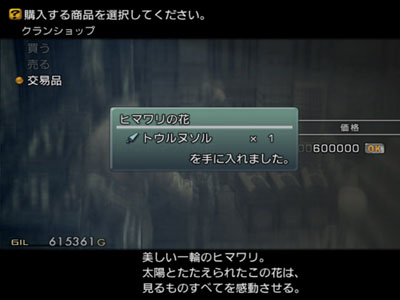 購入する商品を選択してください。
クランショップ
買う
売る
交易品
ヒマワリの花
トウルヌソル × 1
を手に入れました。
価格
600000 OK
GIL 615361G
美しい一輪のヒマワリ。
太陽とたたえられたこの花は、
見るものすべてを感動させる。